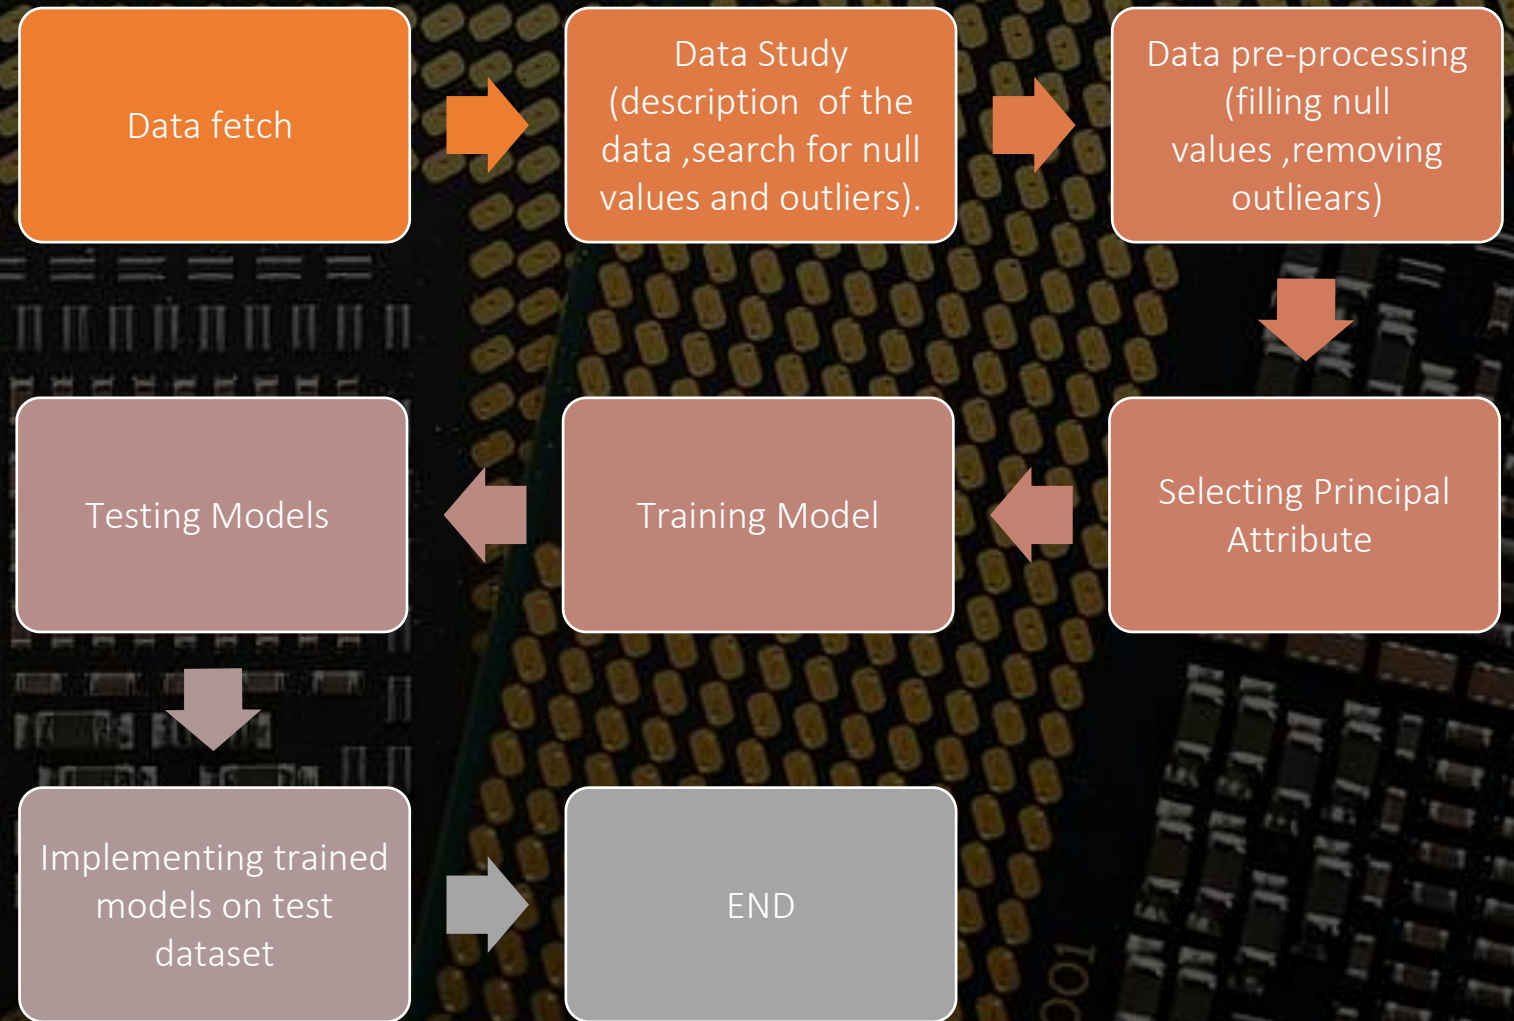 Data fetch
Data Study
(description of the
data ,search for null
values and outliers).
Data pre-processing
(filling null
values ,removing
outliears)
Selecting Principal
Attribute
Training Model
Testing Models
Implementing trained
models on test
dataset
END
001